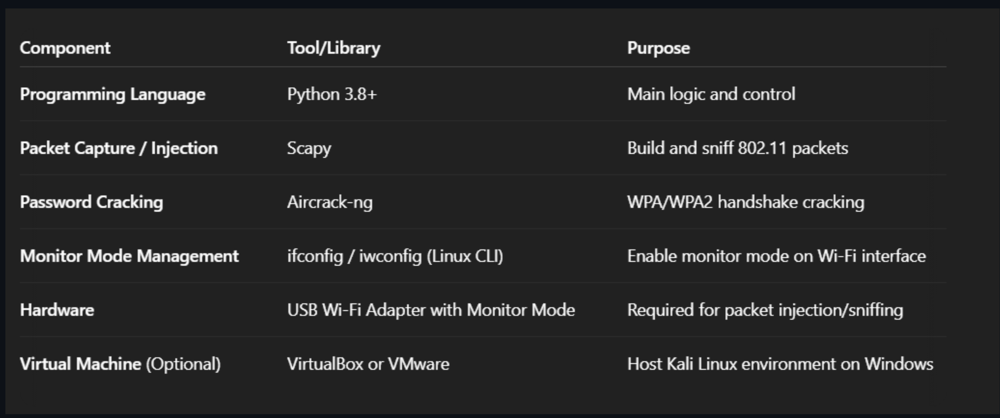 Component Tool/Library Purpose
Programming Language Python 3.8+ Main logic and control
Packet Capture / Injection Scapy Build and sniff 802.11 packets
Password Cracking Aircrack-ng WPA/WPA2 handshake cracking
Monitor Mode Management ifconfig / iwconfig (Linux CLI) Enable monitor mode on Wi-Fi interface
Hardware USB Wi-Fi Adapter with Monitor Mode Required for packet injection/sniffing
Virtual Machine (Optional) VirtualBox or VMware Host Kali Linux environment on Windows